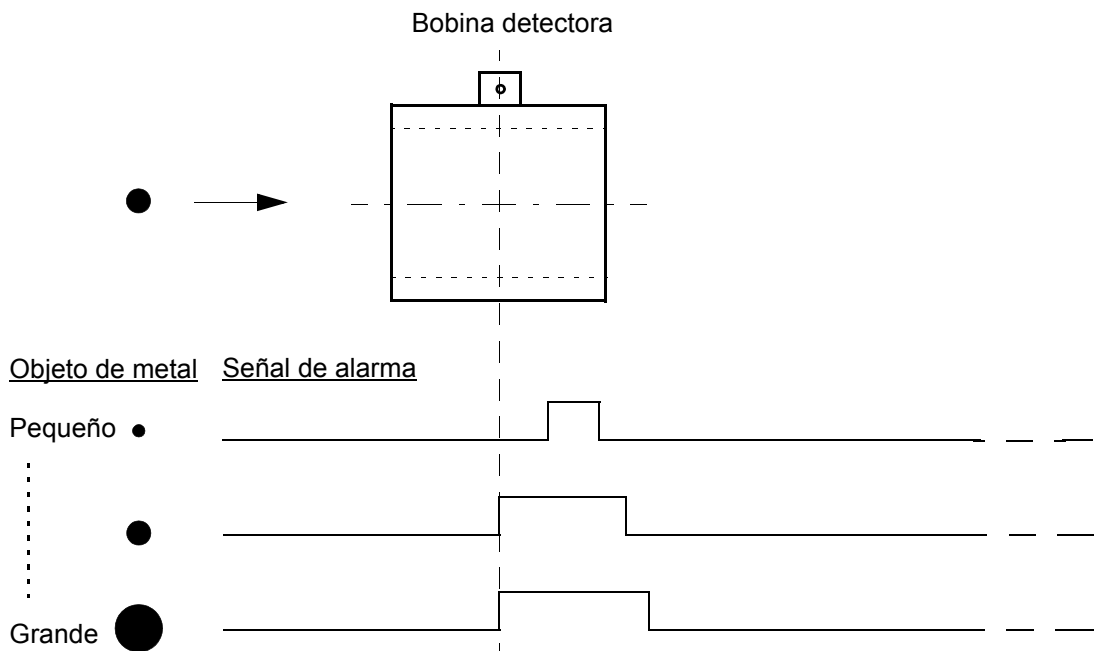 Bobina detectora
Objeto de metal Señal de alarma
Pequeño
Grande